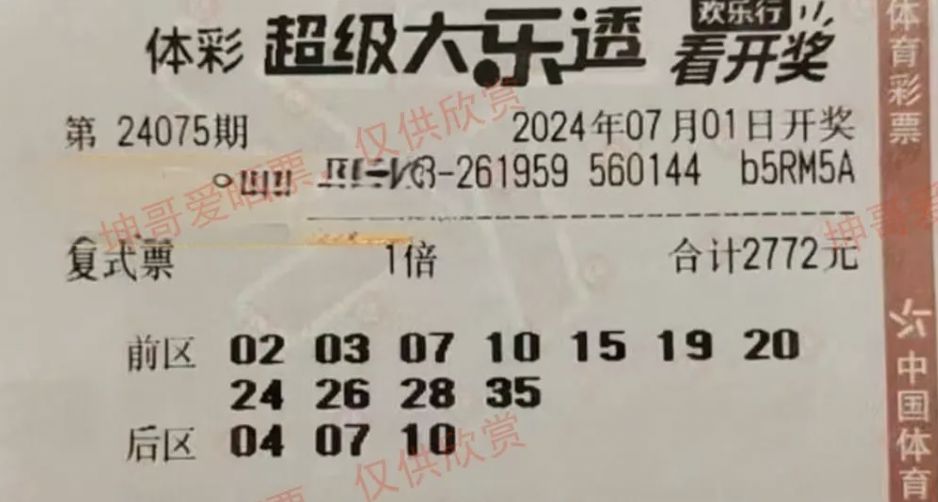 体彩 超级大乐透 欢乐行 看开奖
第 24075期 2024年07月01日开奖
-261959 560144 b5RM5A
复式票 1倍 合计2772元
前区 02 03 07 10 15 19 20
24 26 28 35
后区 04 07 10
体育彩票
中国体育
坤哥爱晒票 仅供欣赏
坤哥爱
仅供欣赏